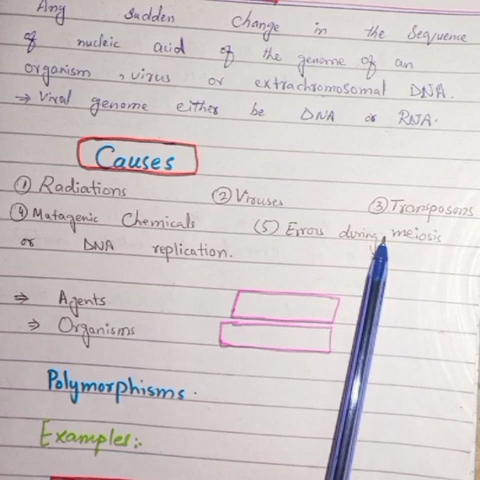 Any sudden change in the sequence
of nucleic acid of the genome of an
organism, virus or extrachromosomal DNA.
→ Viral genome either be DNA or RNA.
Causes
① Radiations ② Viruses ③ Transposons
④ Mutagenic Chemicals (5) Errors during meiosis
or DNA replication.
⇒ Agents
⇒ Organisms
Polymorphisms.
Examples:-